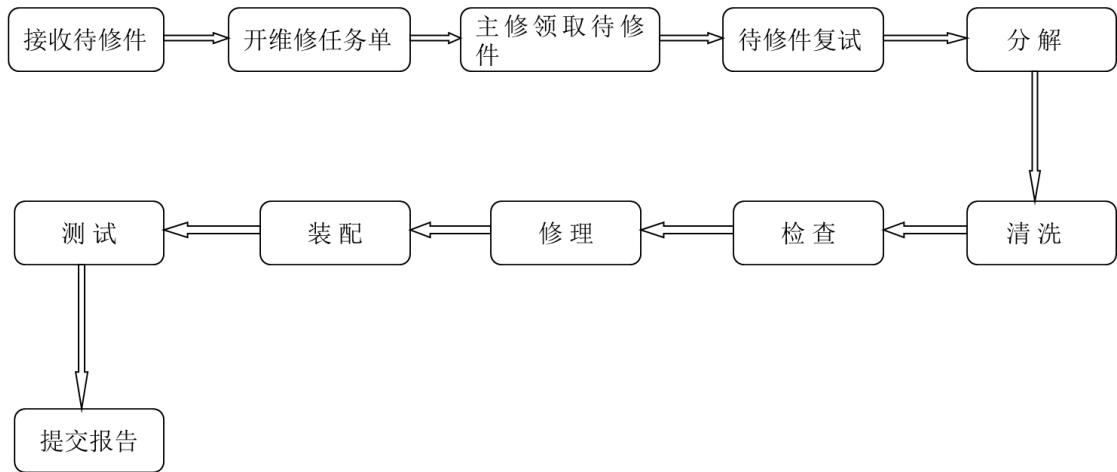 接收待修件
开维修任务单
主修领取待修
件
待修件复试
分 解
清 洗
检 查
修 理
装 配
测 试
提交报告